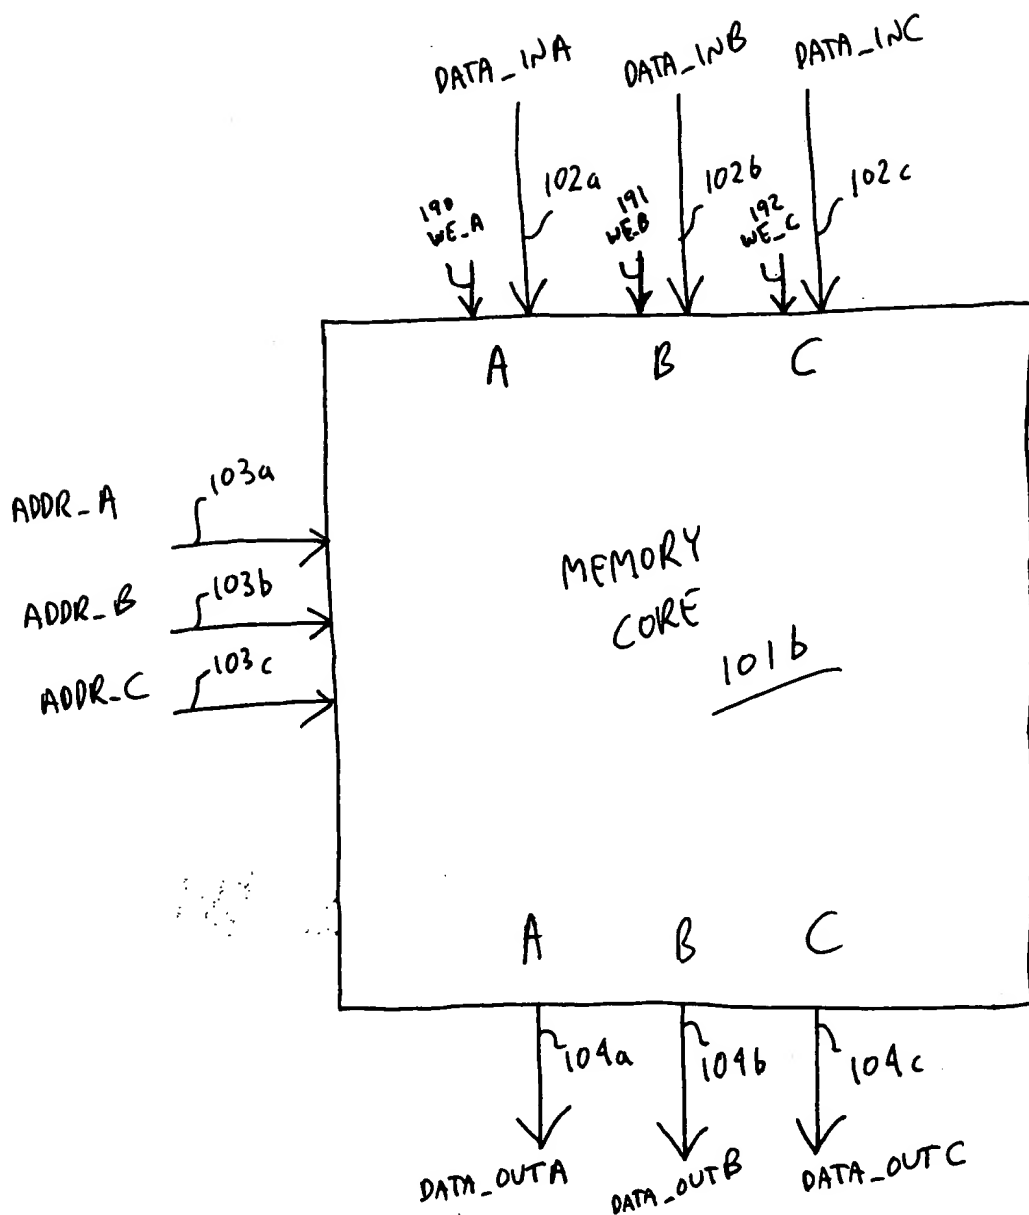 DATA_INA
DATA_INB
DATA_INC
102a
102b
102c
190
WE_A
191
WE_B
192
WE_C
A
B
C
ADDR_A
103a
ADDR_B
103b
ADDR_C
103c
MEMORY
CORE
101b
A
B
C
104a
104b
104c
DATA_OUTA
DATA_OUTB
DATA_OUTC